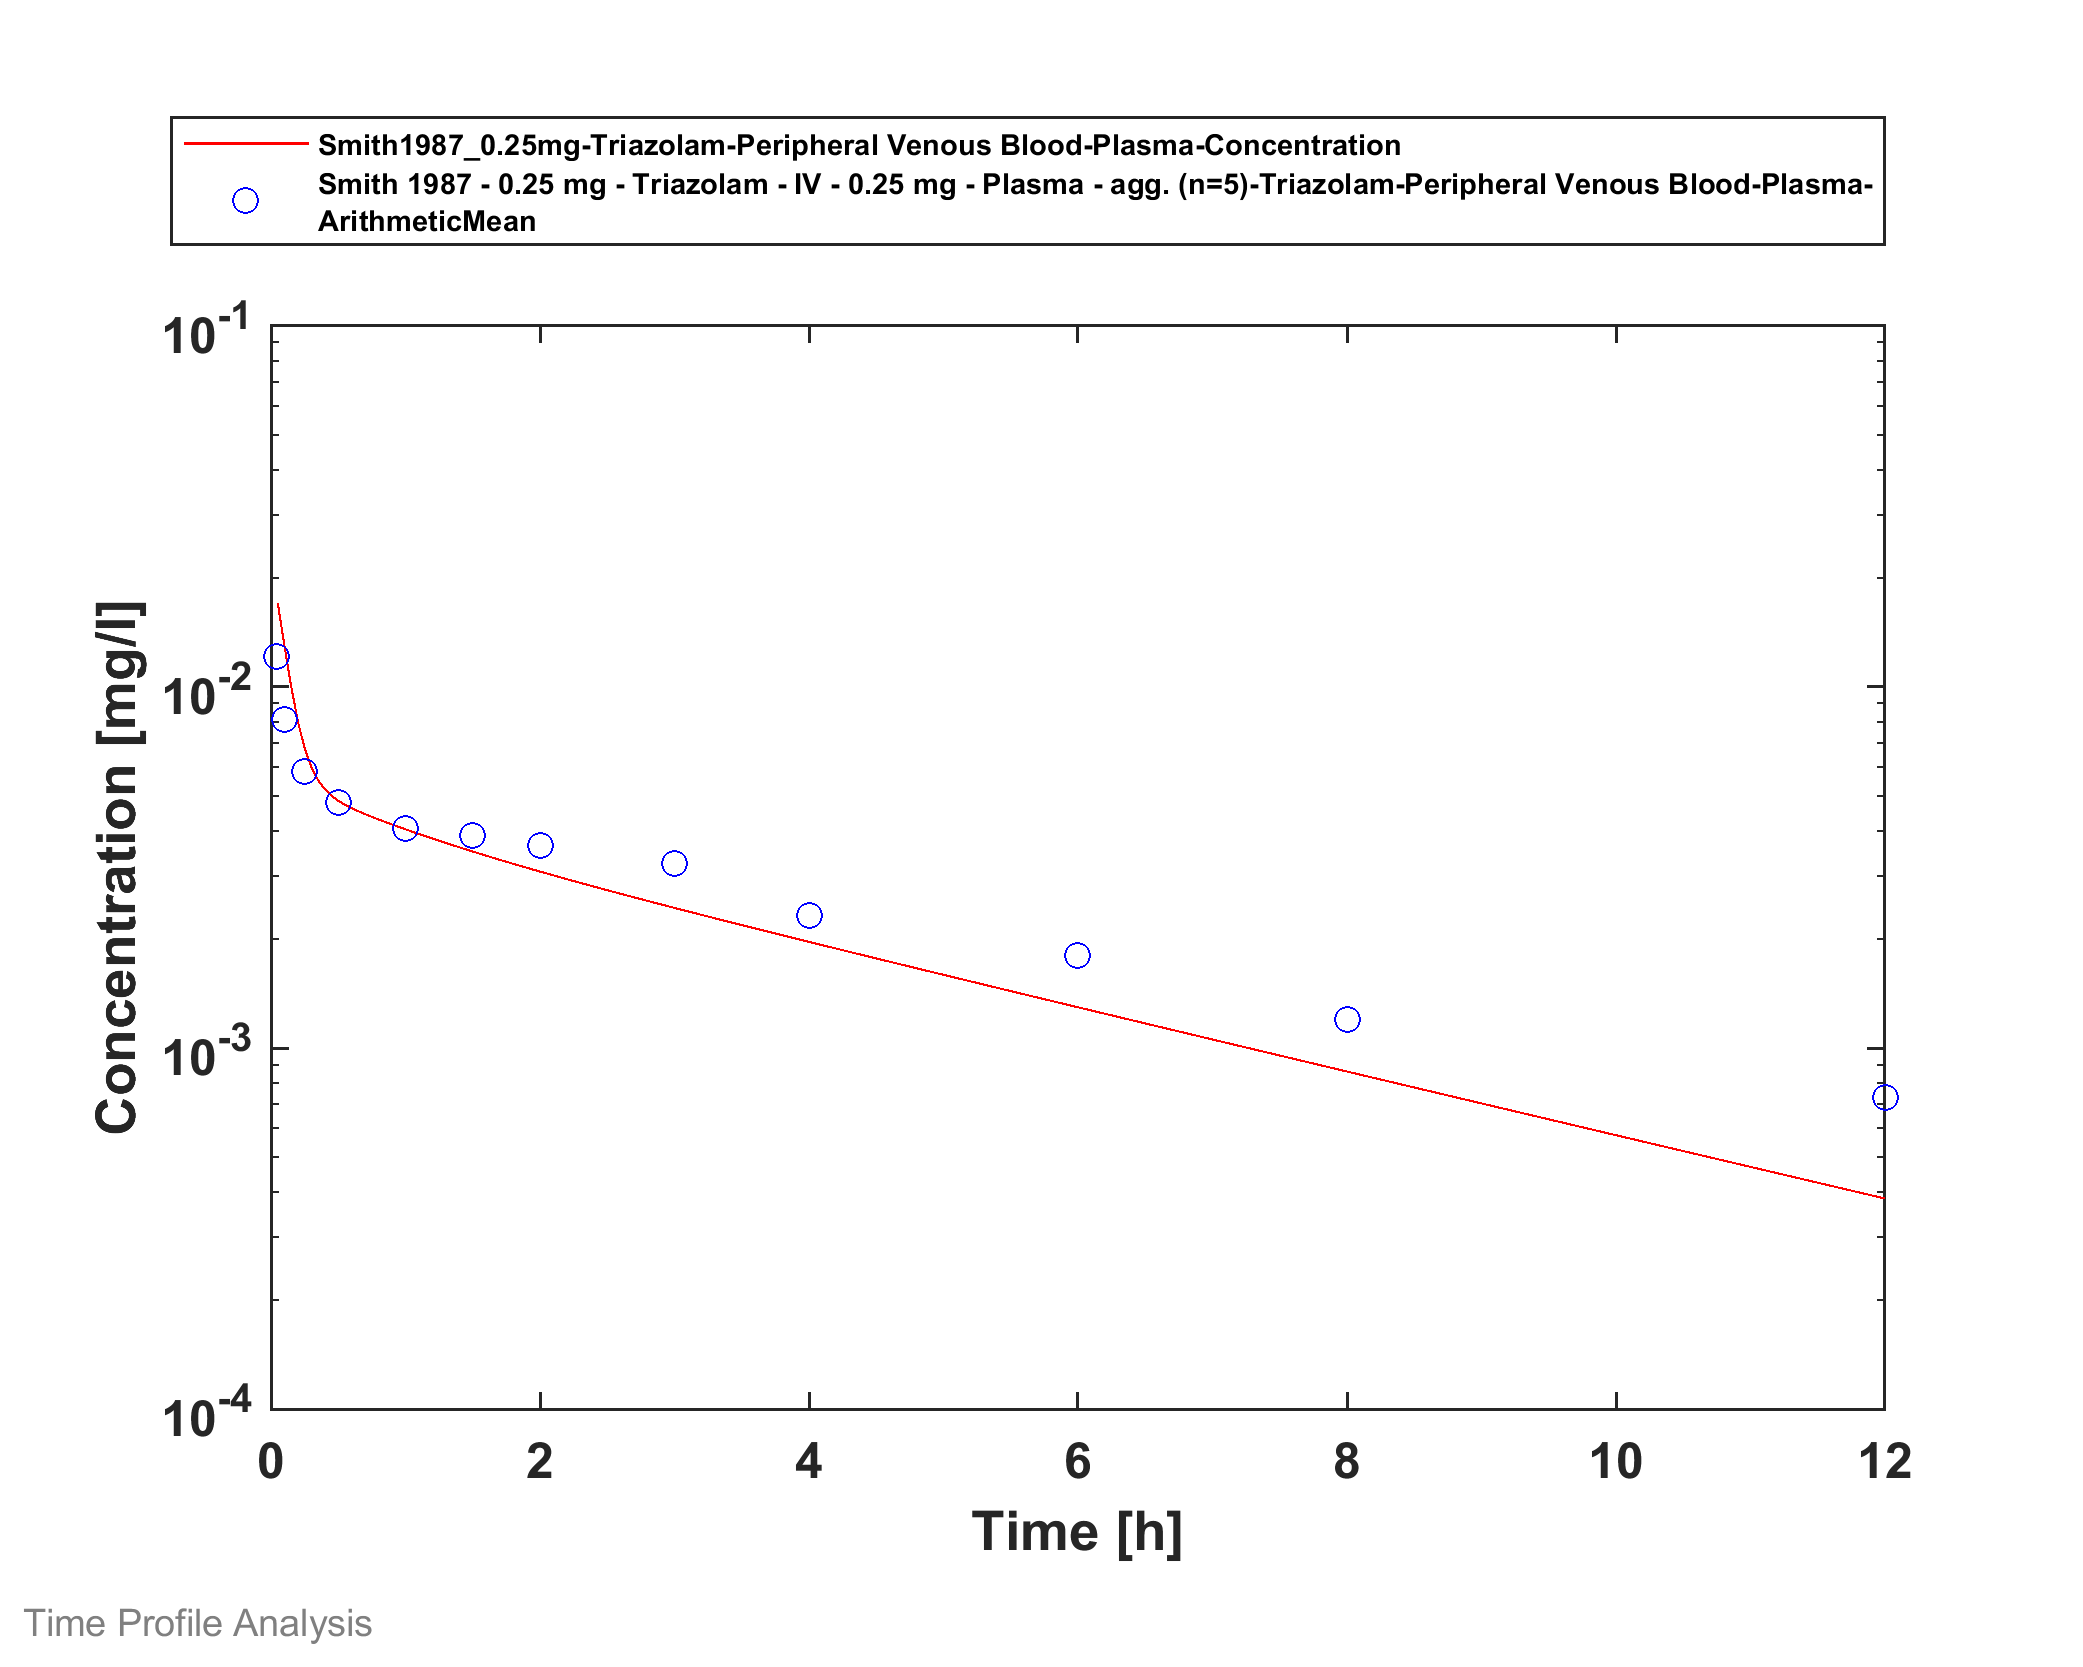 Smith1987_0.25mg-Triazolam-Peripheral Venous Blood-Plasma-Concentration
Smith 1987 - 0.25 mg - Triazolam - IV - 0.25 mg - Plasma - agg. (n=5)-Triazolam-Peripheral Venous Blood-Plasma-
ArithmeticMean
10-1
10-2
10-3
10-4
Concentration [mg/l]
0 2 4 6 8 10 12
Time [h]
Time Profile Analysis